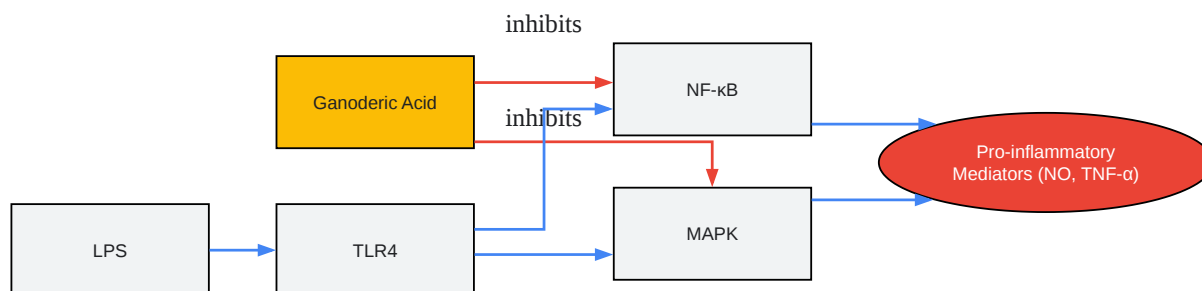 inhibits
Ganoderic Acid
NF-κB
inhibits
Pro-inflammatory
Mediators (NO, TNF-α)
LPS
TLR4
MAPK